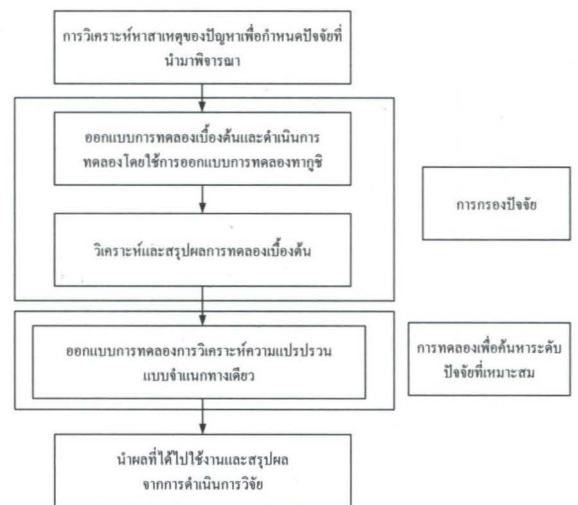 การวิเคราะห์หาสาเหตุของปัญหาเพื่อกำหนดปัจจัยที่
นำมาพิจารณา
ออกแบบการทดลองเบื้องต้นและดำเนินการ
ทดลองโดยใช้การออกแบบการทดลองทากูชิ
การกรองปัจจัย
วิเคราะห์และสรุปผลการทดลองเบื้องต้น
ออกแบบการทดลองการวิเคราะห์ความแปรปรวน
แบบจำแนกทางเดียว
การทดลองเพื่อค้นหาระดับ
ปัจจัยที่เหมาะสม
นำผลที่ได้ไปใช้งานและสรุปผล
จากการดำเนินการวิจัย